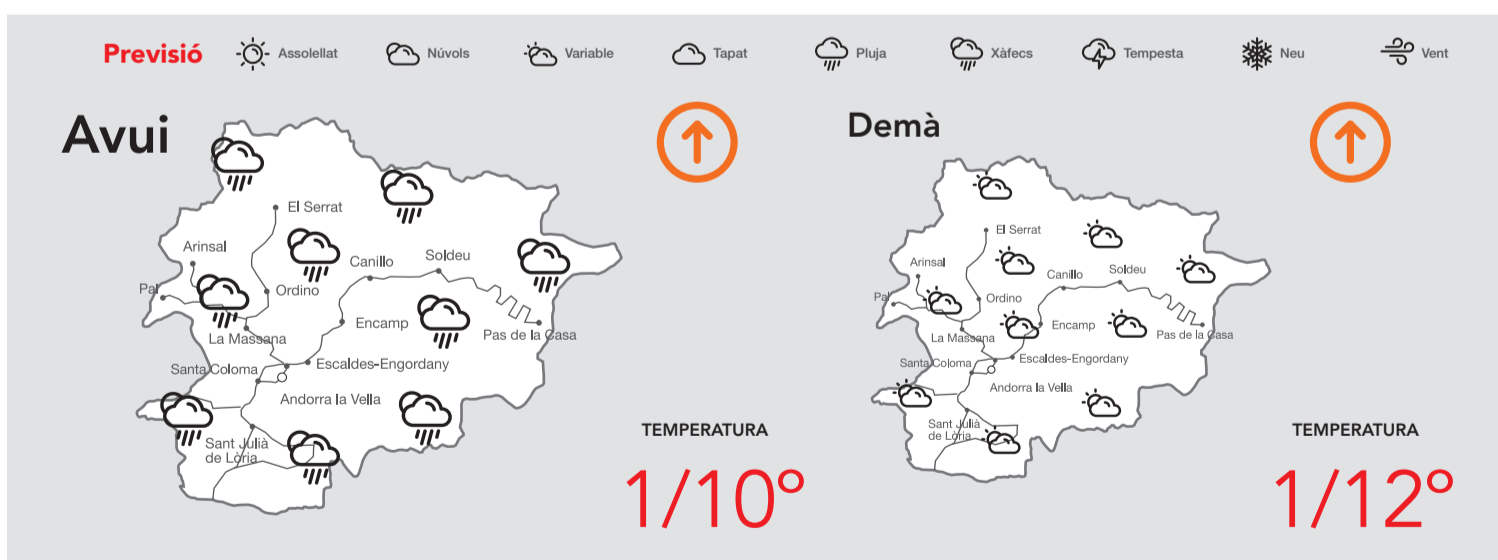 Previsió
Assolellat
Núvols
Variable
Tapat
Pluja
Xàfecs
Tempesta
Neu
Vent
Avui
El Serrat
Arinsal
Soldeu
Canillo
Pal
Ordino
Encamp
Pas de la Casa
La Massana
Escaldes-Engordany
Santa Coloma
Andorra la Vella
Sant Julià
de Lòria
TEMPERATURA
1/10º
Demà
El Serrat
Arinsal
Soldeu
Canillo
Pal
Ordino
Encamp
Pas de la Casa
La Massana
Escaldes-Engordany
Santa Coloma
Andorra la Vella
Sant Julià
de Lòria
TEMPERATURA
1/12º